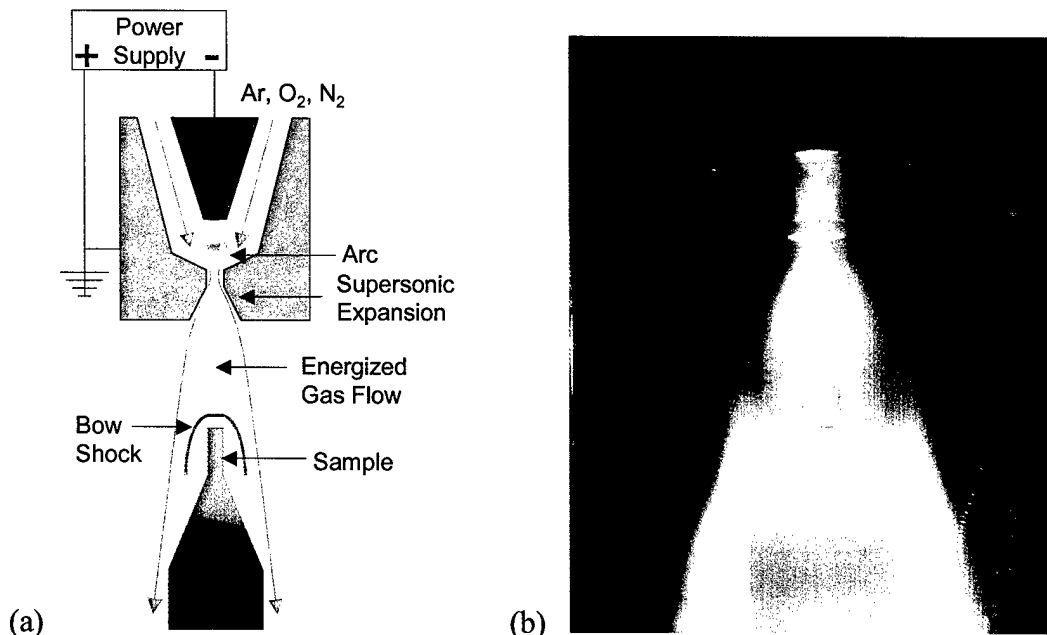 Power
+ Supply -
Ar, O₂, N₂
Arc
Supersonic
Expansion
Energized
Gas Flow
Bow
Shock
Sample
(a)
(b)